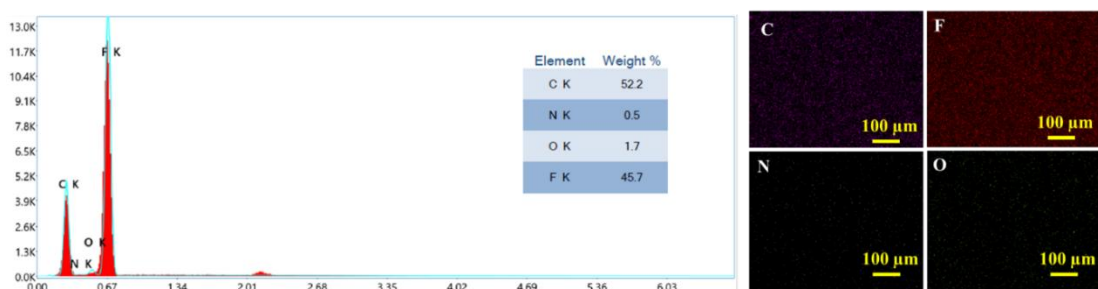 13.0K
11.7K
10.4K
9.1K
7.8K
6.5K
5.2K
3.9K
2.6K
1.3K
0.0K
F K
C K
O K
N K
0.00 0.67 1.34 2.01 2.68 3.35 4.02 4.69 5.36 6.03
Element Weight %
C K 52.2
N K 0.5
O K 1.7
F K 45.7
C
100 µm
F
100 µm
N
100 µm
O
100 µm